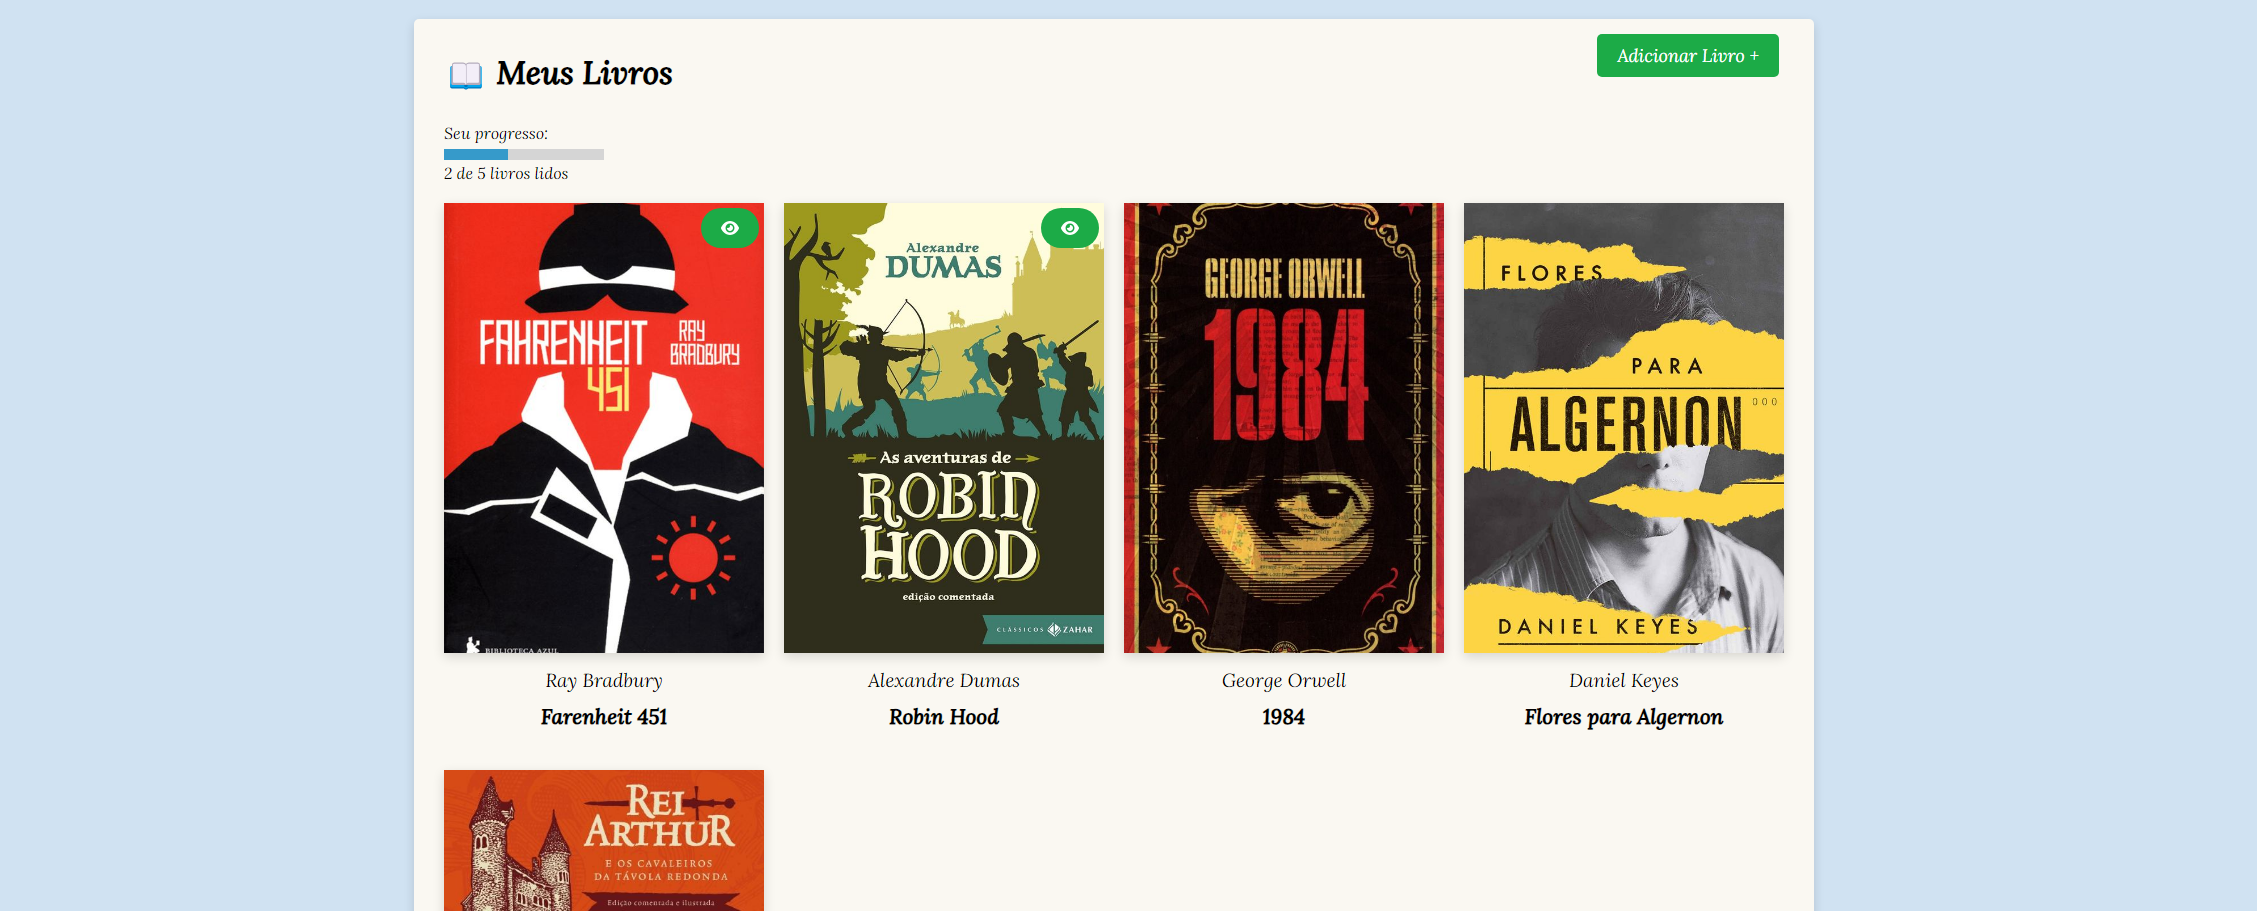 Meus Livros
Adicionar Livro +
Seu progresso:
2 de 5 livros lidos
FAHRENHEIT
451
RAY
BRADBURY
BIBLIOTECA AZUL
Ray Bradbury
Farenheit 451
Alexandre
DUMAS
As aventuras de
ROBIN
HOOD
edição comentada
CLÁSSICOS ZAHAR
Alexandre Dumas
Robin Hood
GEORGE ORWELL
1984
George Orwell
1984
FLORES
PARA
ALGERNON
DANIEL KEYES
Daniel Keyes
Flores para Algernon
REI
ARTHUR
E OS CAVALEIROS
DA TÁVOLA REDONDA
Edição comentada e ilustrada